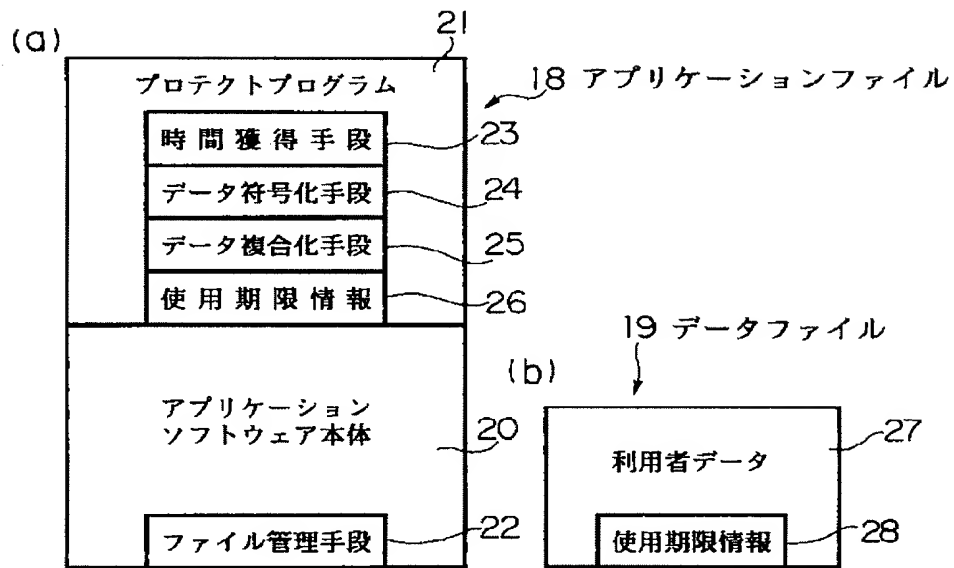 (a)
21
プロテクトプログラム
18 アプリケーションファイル
時間獲得手段
23
データ符号化手段
24
データ複合化手段
25
使用期限情報
26
19 データファイル
(b)
アプリケーション
ソフトウェア本体
20
利用者データ
27
ファイル管理手段
22
使用期限情報
28